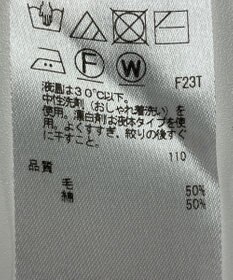 F
W
F23T
液温は30℃以下。
中性洗剤(おしゃれ着洗い)を
使用。漂白剤は液体タイプを使
用。よくすすぎ、絞りの後すぐ
に干すこと。
110
品質
毛 50%
綿 50%